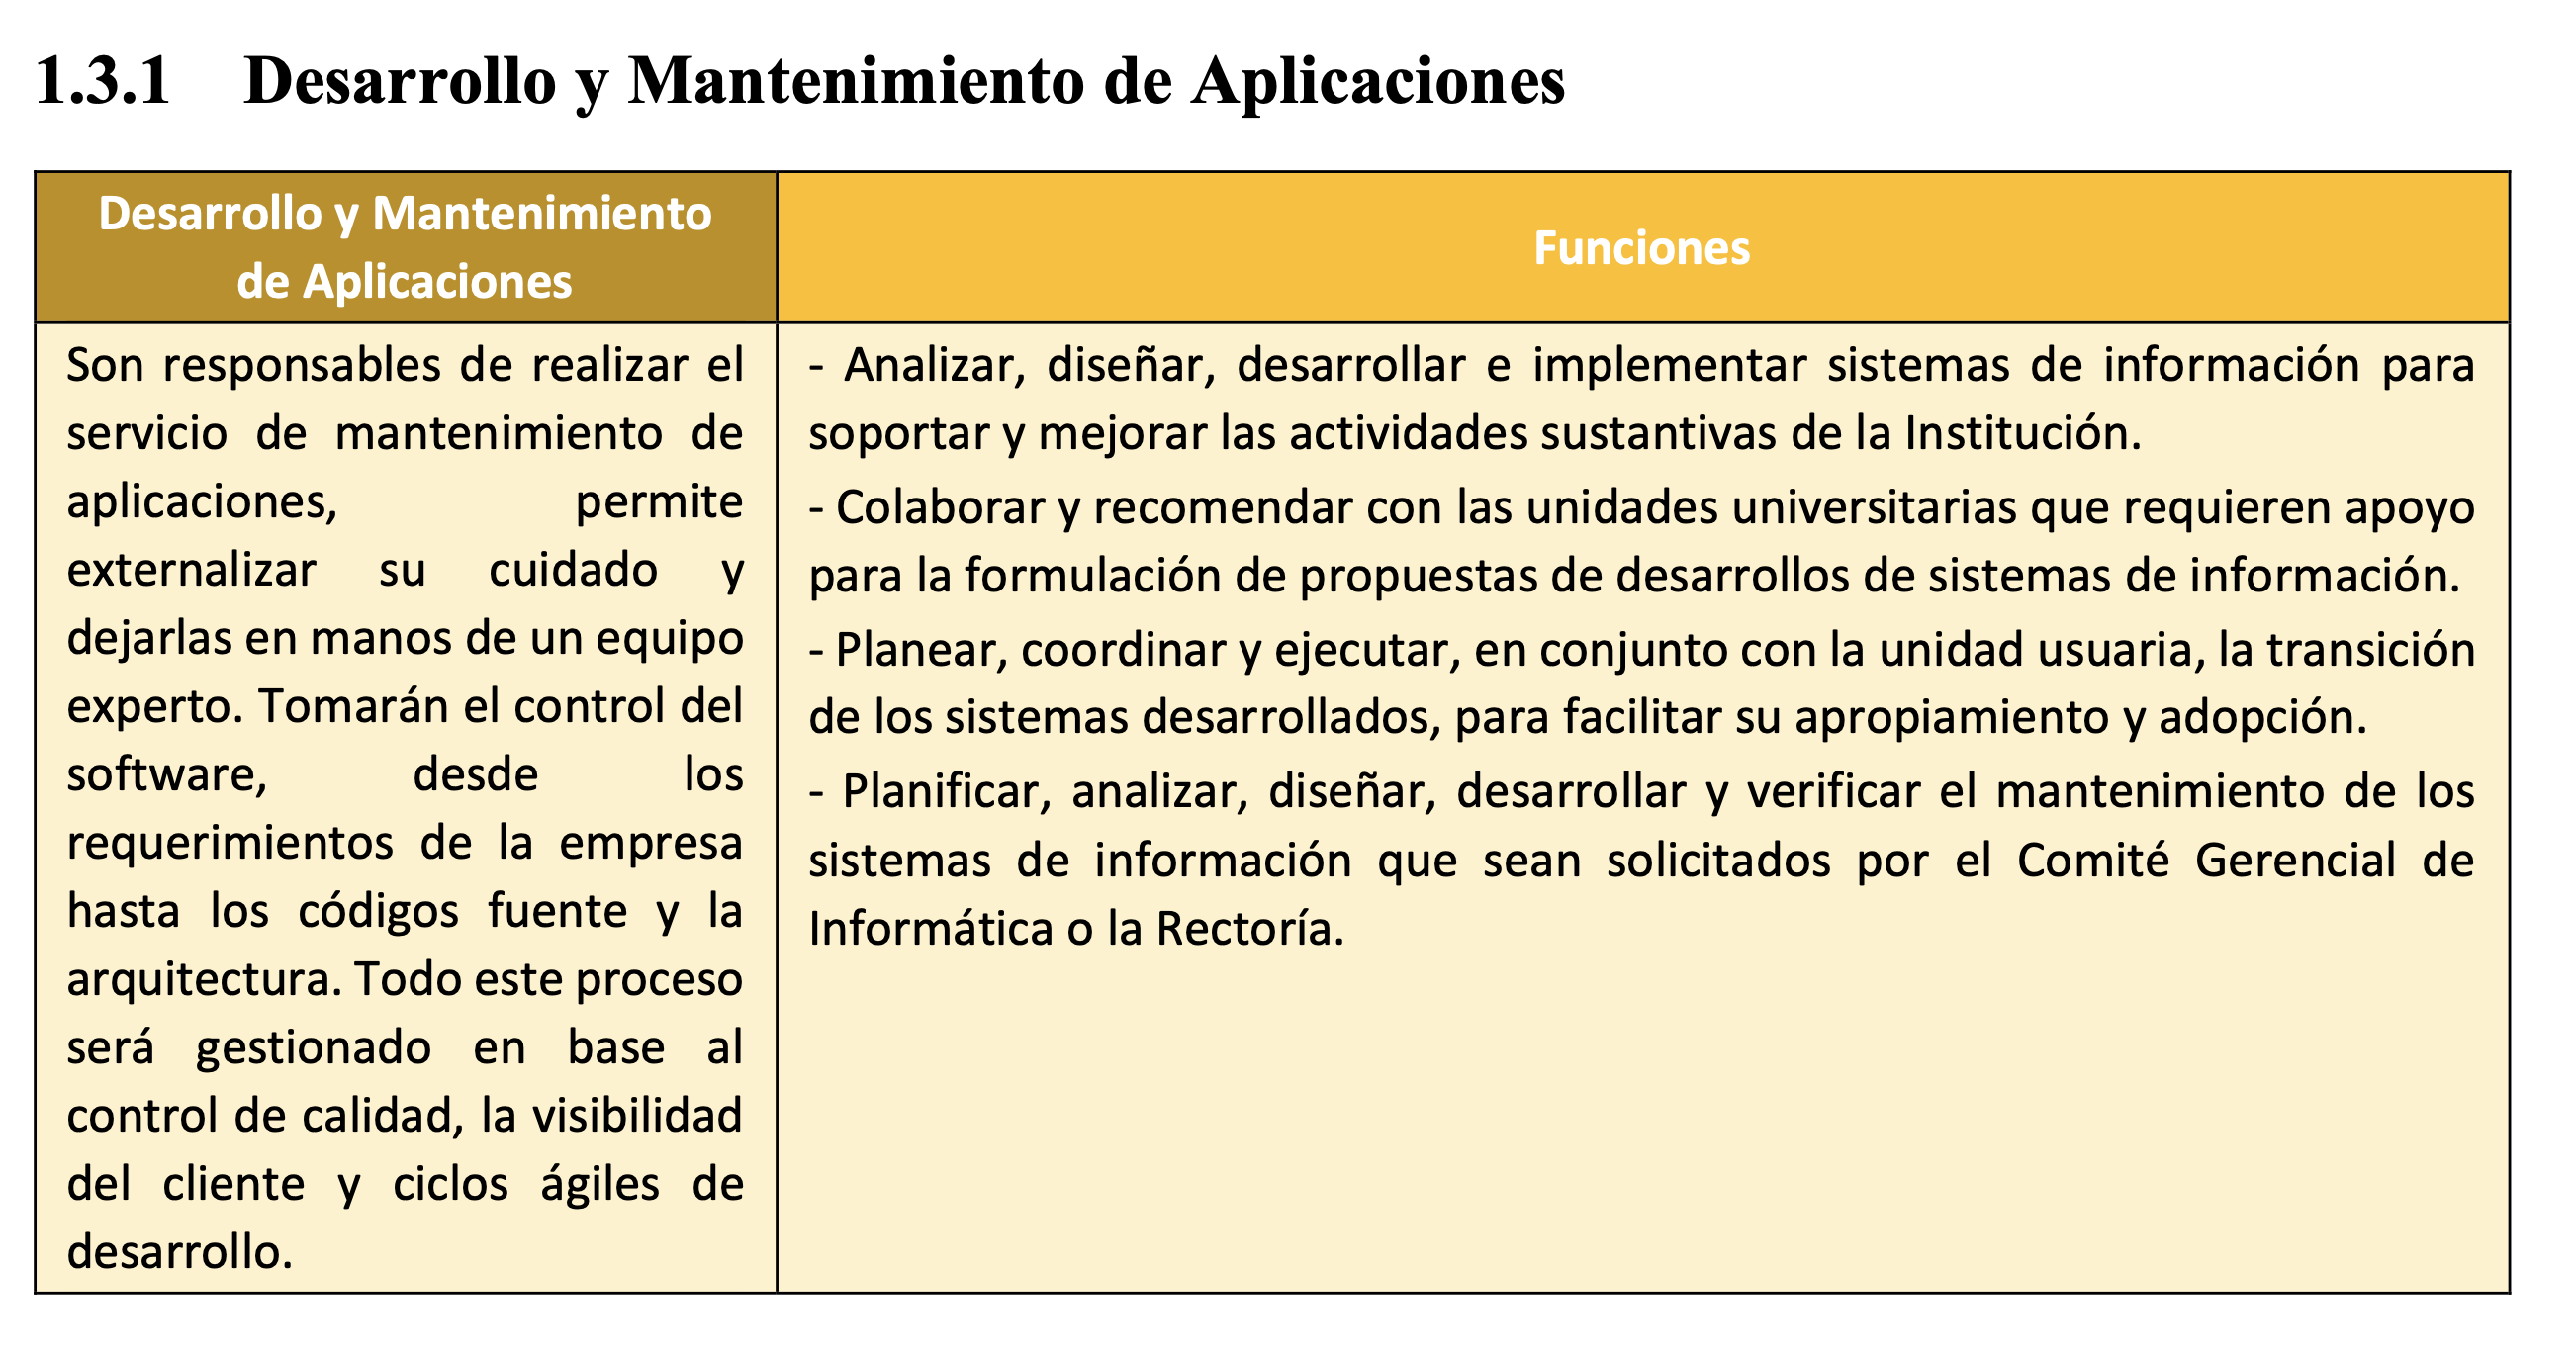 1.3.1 Desarrollo y Mantenimiento de Aplicaciones
Desarrollo y Mantenimiento
de Aplicaciones
Funciones
Son responsables de realizar el
servicio de mantenimiento de
aplicaciones, permite
externalizar su cuidado y
dejarlas en manos de un equipo
experto. Tomarán el control del
software, desde los
requerimientos de la empresa
hasta los códigos fuente y la
arquitectura. Todo este proceso
será gestionado en base al
control de calidad, la visibilidad
del cliente y ciclos ágiles de
desarrollo.
- Analizar, diseñar, desarrollar e implementar sistemas de información para
soportar y mejorar las actividades sustantivas de la Institución.
- Colaborar y recomendar con las unidades universitarias que requieren apoyo
para la formulación de propuestas de desarrollos de sistemas de información.
- Planear, coordinar y ejecutar, en conjunto con la unidad usuaria, la transición
de los sistemas desarrollados, para facilitar su apropiamiento y adopción.
- Planificar, analizar, diseñar, desarrollar y verificar el mantenimiento de los
sistemas de información que sean solicitados por el Comité Gerencial de
Informática o la Rectoría.